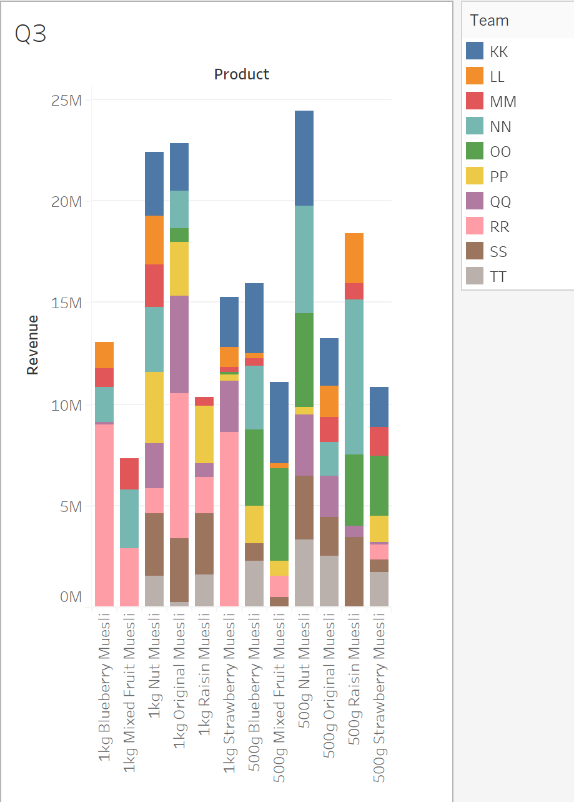 Q3
Product
Revenue
25M
20M
15M
10M
5M
0M
1kg Blueberry Muesli
1kg Mixed Fruit Muesli
1kg Nut Muesli
1kg Original Muesli
1kg Raisin Muesli
1kg Strawberry Muesli
500g Blueberry Muesli
500g Mixed Fruit Muesli
500g Nut Muesli
500g Original Muesli
500g Raisin Muesli
500g Strawberry Muesli
Team
KK
LL
MM
NN
OO
PP
QQ
RR
SS
TT